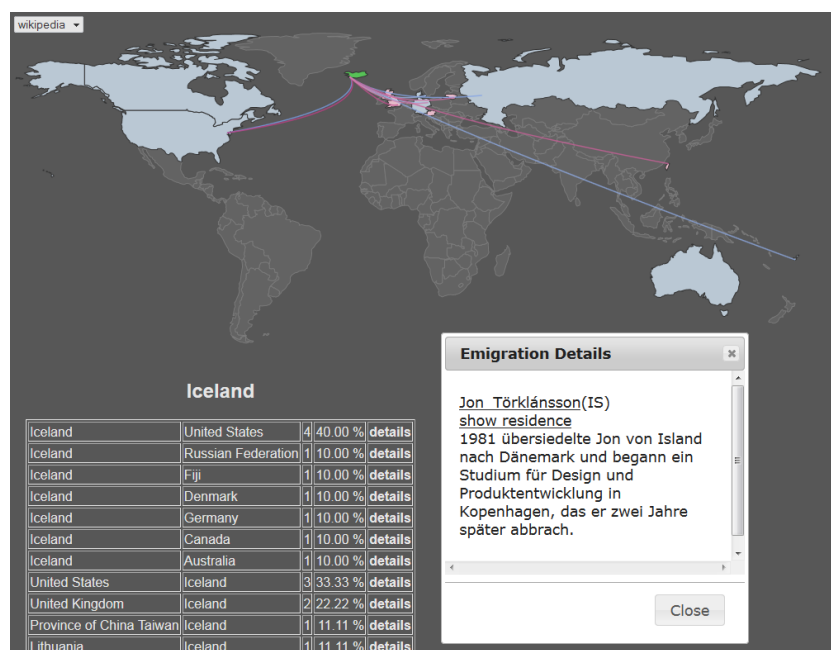 wikipedia
Iceland
Iceland United States 4 40.00 % details
Iceland Russian Federation 1 10.00 % details
Iceland Fiji 1 10.00 % details
Iceland Denmark 1 10.00 % details
Iceland Germany 1 10.00 % details
Iceland Canada 1 10.00 % details
Iceland Australia 1 10.00 % details
United States Iceland 3 33.33 % details
United Kingdom Iceland 2 22.22 % details
Province of China Taiwan Iceland 1 11.11 % details
Lithuania Iceland 1 11.11 % details
Emigration Details
Jon Törklánsson(IS)
show residence
1981 übersiedelte Jon von Island
nach Dänemark und begann ein
Studium für Design und
Produktentwicklung in
Kopenhagen, das er zwei Jahre
später abbrach.
Close